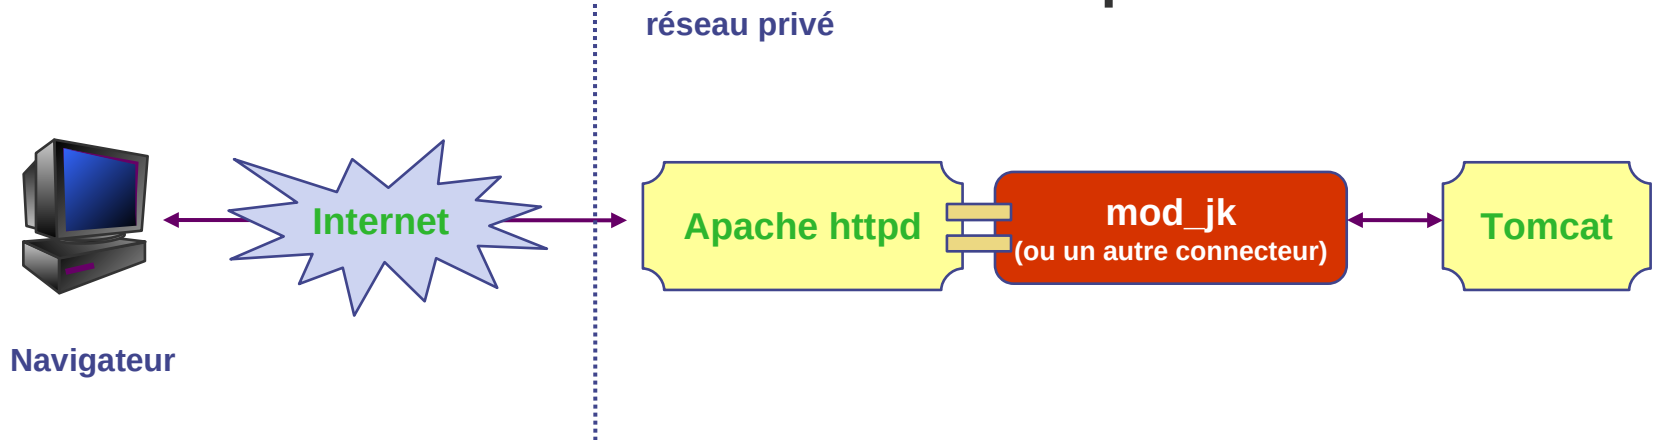 réseau privé
Internet
Apache httpd
mod_jk
(ou un autre connecteur)
Tomcat
Navigateur